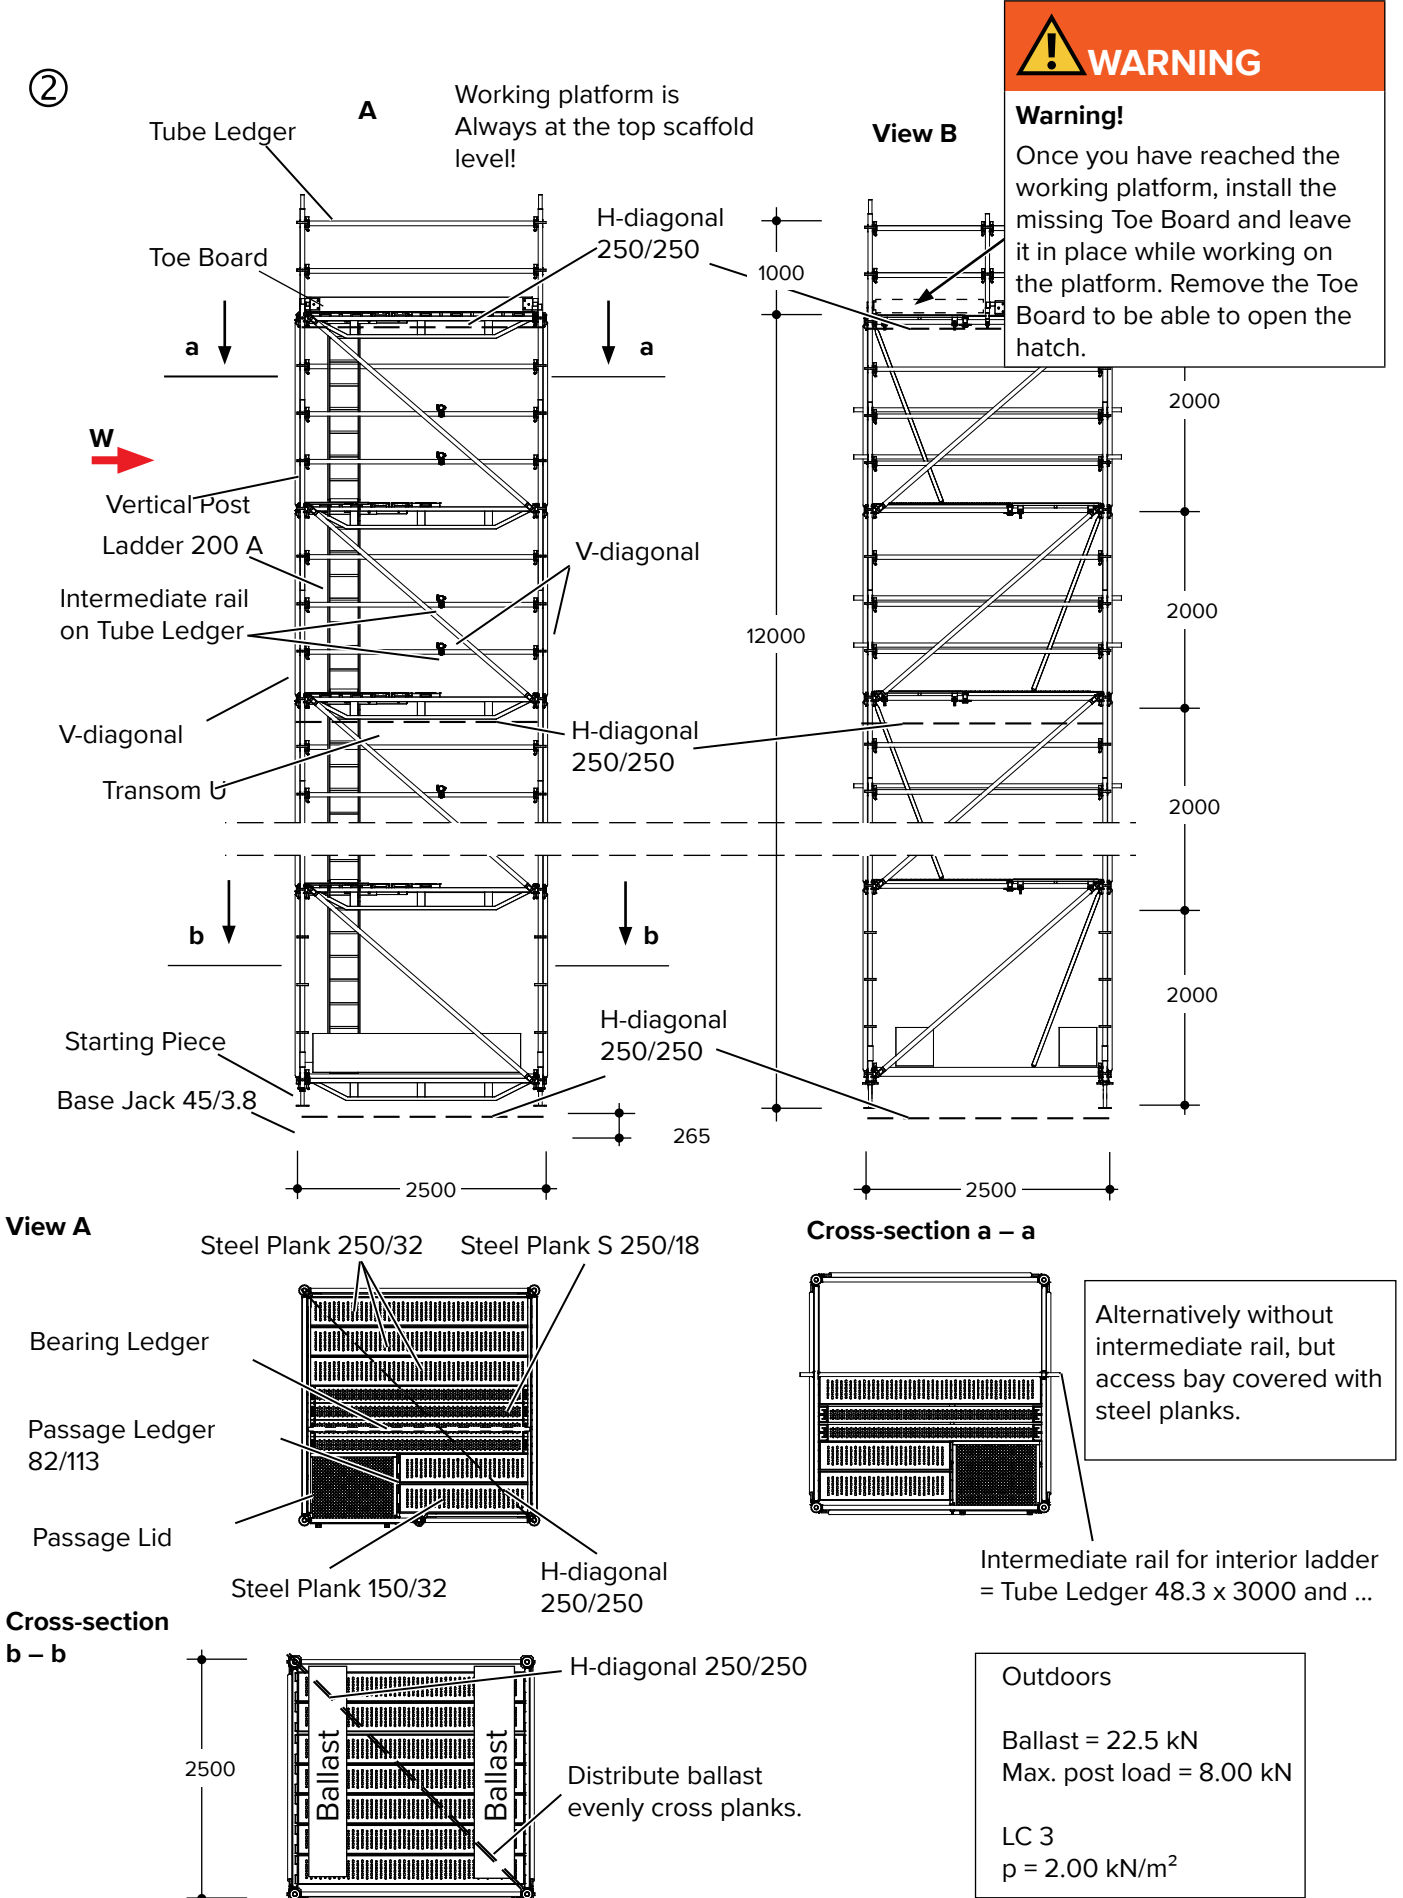 ②
A
Working platform is
Always at the top scaffold
level!
View B
WARNING
Warning!
Once you have reached the
working platform, install the
missing Toe Board and leave
it in place while working on
the platform. Remove the Toe
Board to be able to open the
hatch.
Tube Ledger
H-diagonal
250/250
Toe Board
1000
a
a
2000
W
Vertical Post
Ladder 200 A
V-diagonal
Intermediate rail
on Tube Ledger
2000
12000
V-diagonal
H-diagonal
250/250
Transom U
2000
b
b
2000
Starting Piece
H-diagonal
250/250
Base Jack 45/3.8
265
2500
2500
View A
Steel Plank 250/32
Steel Plank S 250/18
Bearing Ledger
Passage Ledger
82/113
Passage Lid
Steel Plank 150/32
H-diagonal
250/250
Cross-section a – a
Alternatively without
intermediate rail, but
access bay covered with
steel planks.
Intermediate rail for interior ladder
= Tube Ledger 48.3 x 3000 and ...
Cross-section
b – b
2500
Ballast
Ballast
H-diagonal 250/250
Distribute ballast
evenly cross planks.
Outdoors
Ballast = 22.5 kN
Max. post load = 8.00 kN
LC 3
p = 2.00 kN/m²